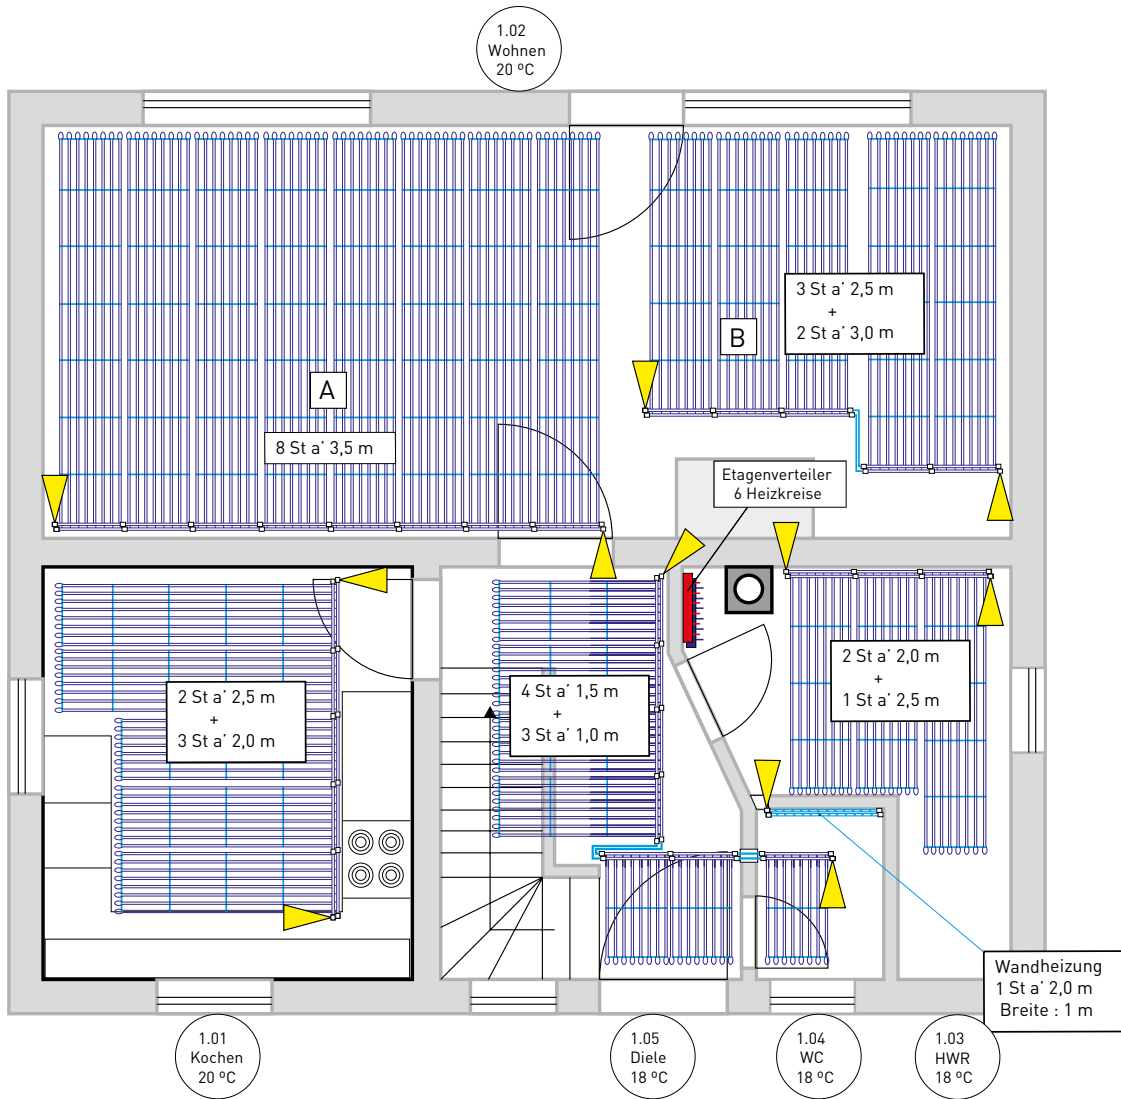 1.02
Wohnen
20 ºC
3 St a' 2,5 m
+
2 St a' 3,0 m
B
A
8 St a' 3,5 m
Etagenverteiler
6 Heizkreise
2 St a' 2,5 m
+
3 St a' 2,0 m
4 St a' 1,5 m
+
3 St a' 1,0 m
2 St a' 2,0 m
+
1 St a' 2,5 m
Wandheizung
1 St a' 2,0 m
Breite : 1 m
1.01
Kochen
20 ºC
1.05
Diele
18 ºC
1.04
WC
18 ºC
1.03
HWR
18 ºC